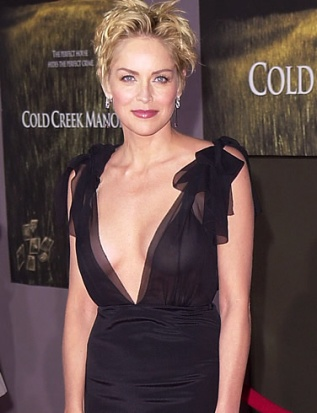 THE PERFECT HOUSE
HIDES THE PERFECT CRIME
COLD CREEK MANO
COLD